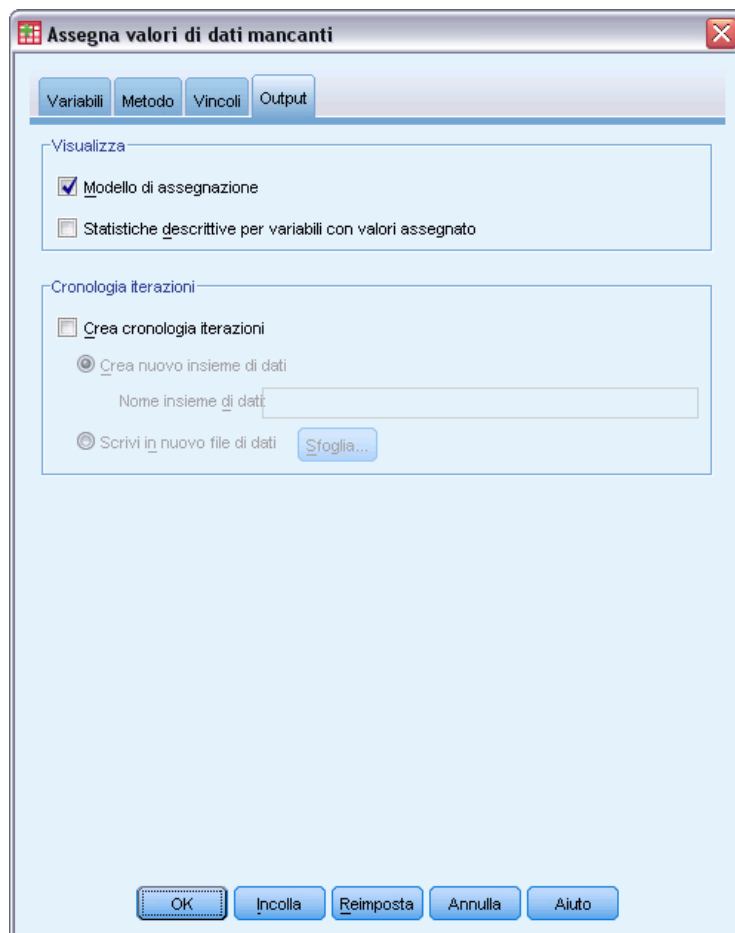 Assegna valori di dati mancanti
Variabili Metodo Vincoli Output
Visualizza
Modello di assegnazione
Statistiche descrittive per variabili con valori assegnato
Cronologia iterazioni
Crea cronologia iterazioni
Crea nuovo insieme di dati
Nome insieme di dati:
Scrivi in nuovo file di dati Sfoglia...
OK Incolla Reimposta Annulla Aiuto